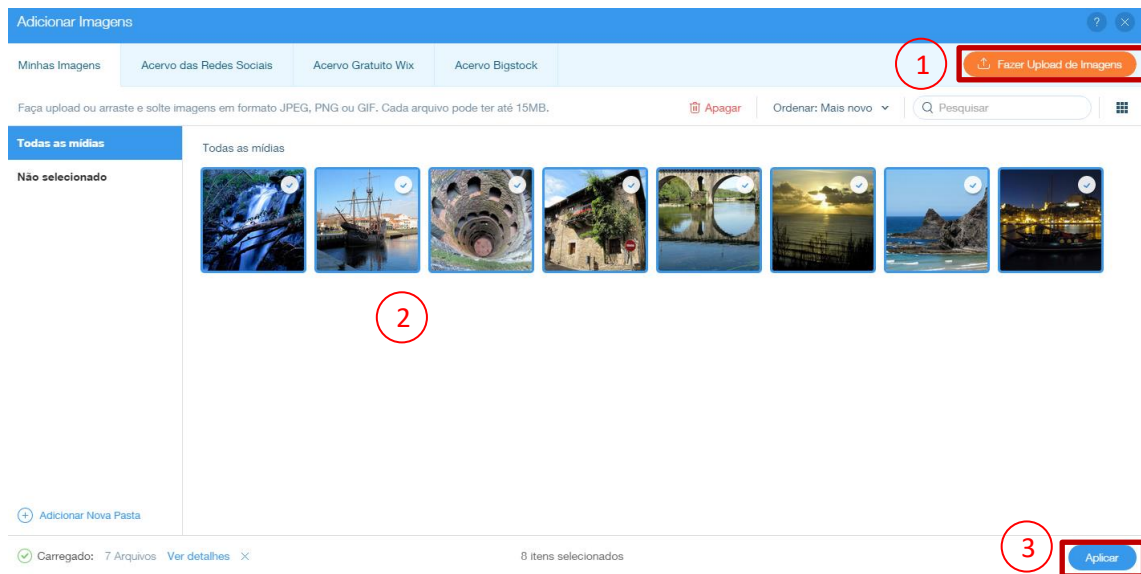 Adicionar Imagens
?
Minhas Imagens Acervo das Redes Sociais Acervo Gratuito Wix Acervo Bigstock 1 Fazer Upload de Imagens
Faça upload ou arraste e solte imagens em formato JPEG, PNG ou GIF. Cada arquivo pode ter até 15MB. Apagar Ordenar: Mais novo Pesquisar
Todas as mídias
Todas as mídias
Não selecionado
2
Adicionar Nova Pasta
Carregado: 7 Arquivos Ver detalhes 8 itens selecionados 3 Aplicar